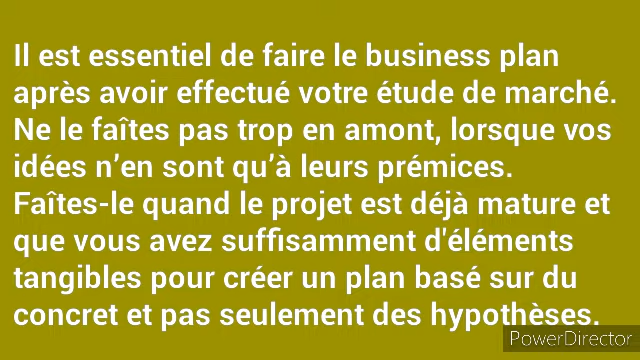 Il est essentiel de faire le business plan
après avoir effectué votre étude de marché.
Ne le faîtes pas trop en amont, lorsque vos
idées n'en sont qu'à leurs prémices.
Faîtes-le quand le projet est déjà mature et
que vous avez suffisamment d'éléments
tangibles pour créer un plan basé sur du
concret et pas seulement des hypothèses.
PowerDirector